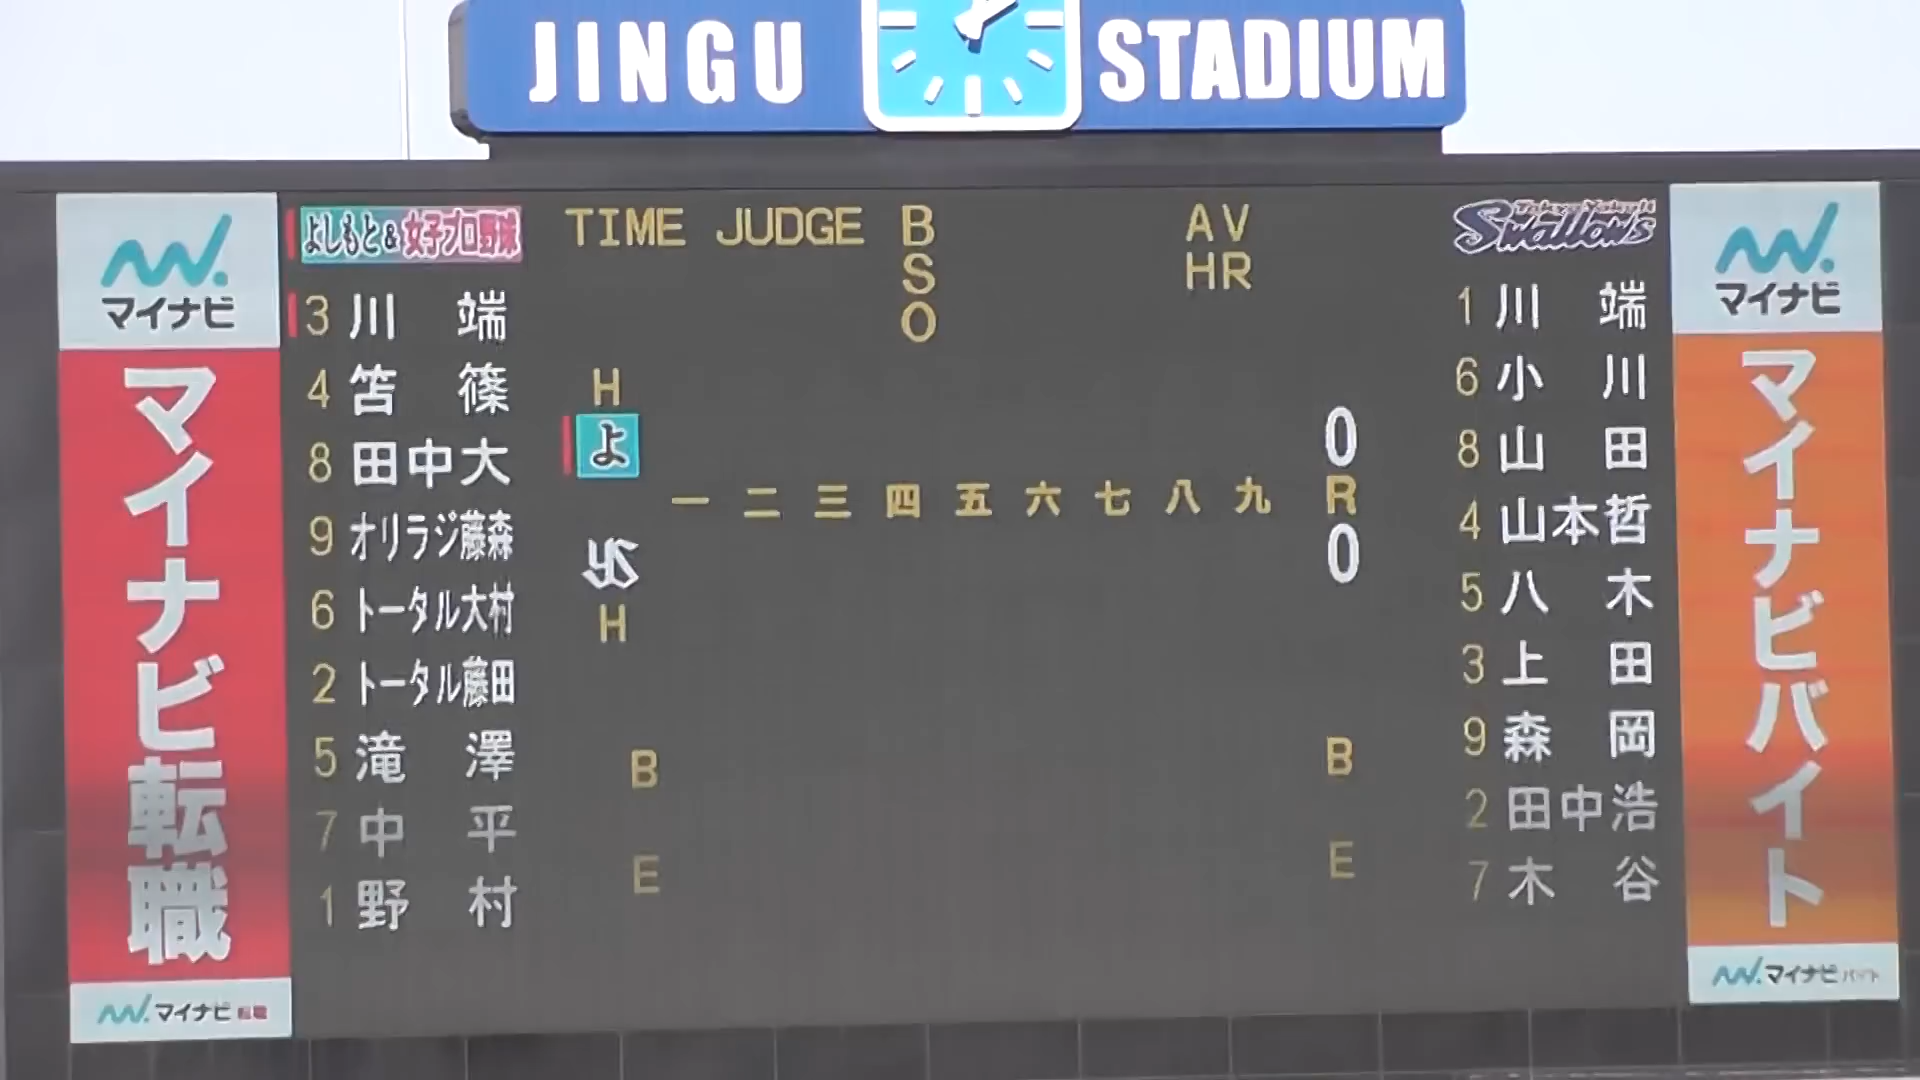 JINGU STADIUM
マイナビ
マイナビ転職
マイナビ転職
よしもと&女子プロ野球
3 川端
4 笘篠
8 田中大
9 オリラジ藤森
6 トータル大村
2 トータル藤田
5 滝澤
7 中平
1 野村
TIME JUDGE
B
S
O
AV
HR
H
よ 0
一 二 三 四 五 六 七 八 九 R
YS 0
H
B B
E E
Tokyo Yakult
Swallows
1 川端
6 小川
8 山田
4 山本哲
5 八木
3 上田
9 森岡
2 田中浩
7 木谷
マイナビ
マイナビバイト
マイナビバイト